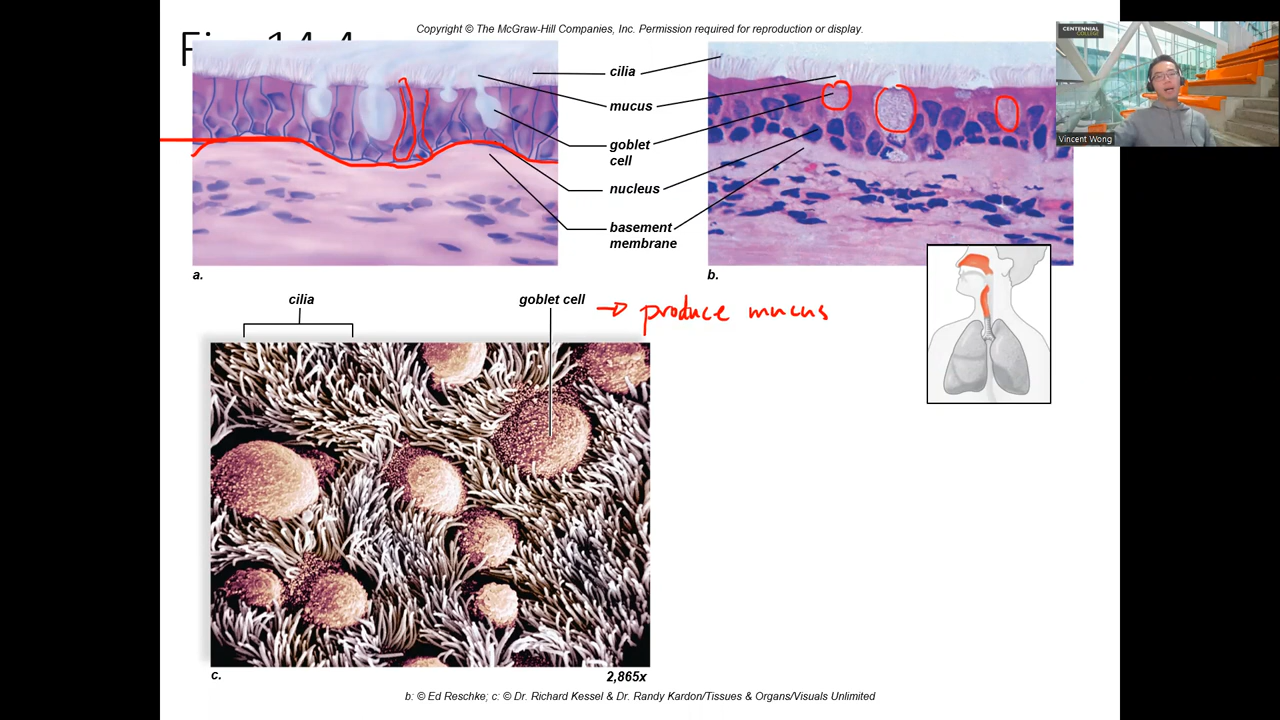 Copyright © The McGraw-Hill Companies, Inc. Permission required for reproduction or display.
CENTENNIAL
COLLEGE
Vincent Wong
cilia
mucus
goblet
cell
nucleus
basement
membrane
a.
b.
cilia
goblet cell → produce mucus
c.
2,865x
b: © Ed Reschke; c: © Dr. Richard Kessel & Dr. Randy Kardon/Tissues & Organs/Visuals Unlimited